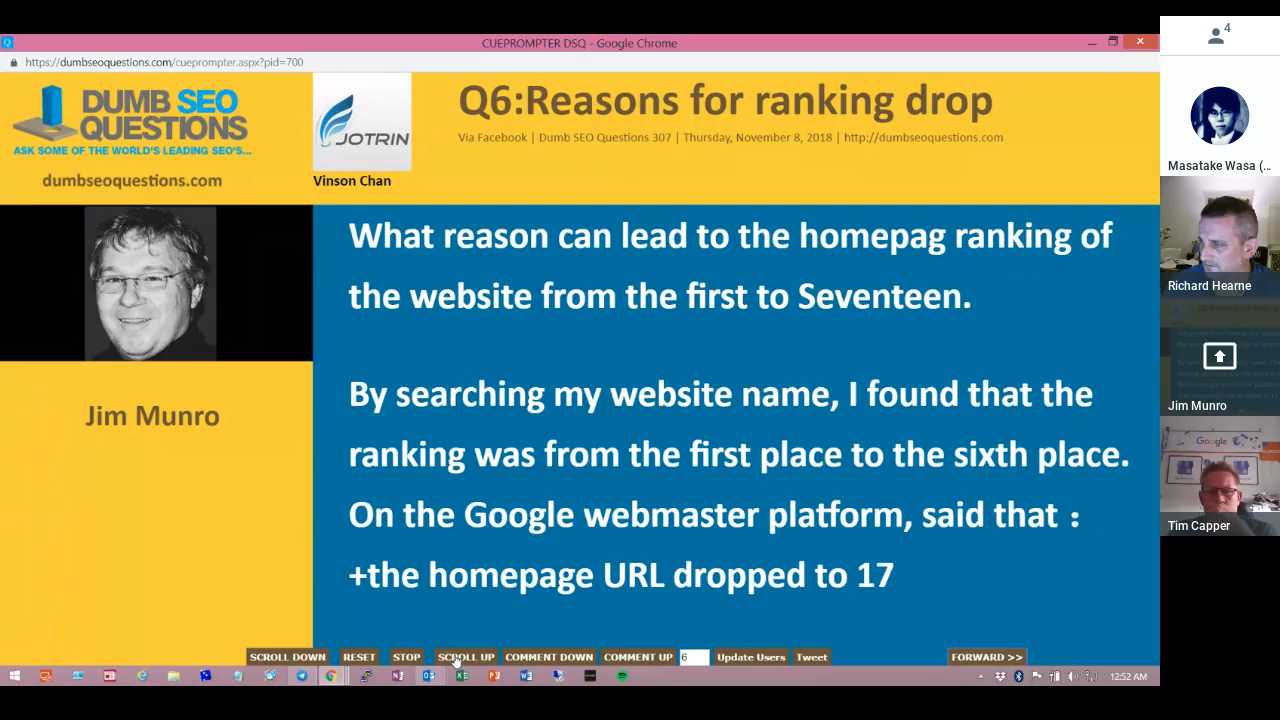 CUEPROMPTER DSQ - Google Chrome
https://dumbseoquestions.com/cueprompter.aspx?pid=700
DUMB SEO
QUESTIONS
ASK SOME OF THE WORLD'S LEADING SEO'S...
dumbseoquestions.com
JOTRIN
Vinson Chan
Q6:Reasons for ranking drop
Via Facebook | Dumb SEO Questions 307 | Thursday, November 8, 2018 | http://dumbseoquestions.com
Jim Munro
What reason can lead to the homepag ranking of
the website from the first to Seventeen.
By searching my website name, I found that the
ranking was from the first place to the sixth place.
On the Google webmaster platform, said that :
+the homepage URL dropped to 17
SCROLL DOWN RESET STOP SCROLL UP COMMENT DOWN COMMENT UP 6 Update Users Tweet FORWARD >>
12:52 AM
4
Masatake Wasa (...
Richard Hearne
Jim Munro
Google
Tim Capper